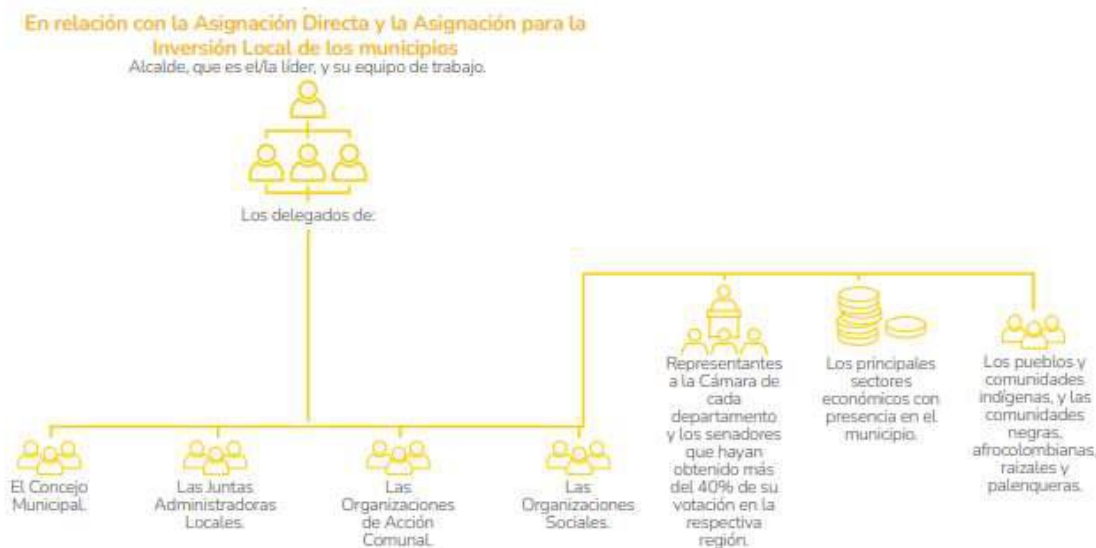 En relación con la Asignación Directa y la Asignación para la
Inversión Local de los municipios
Alcalde, que es el/la líder, y su equipo de trabajo.
Los delegados de:
El Concejo
Municipal.
Las Juntas
Administradoras
Locales.
Las
Organizaciones
de Acción
Comunal.
Las
Organizaciones
Sociales.
Representantes
a la Cámara de
cada
departamento
y los senadores
que hayan
obtenido más
del 40% de su
votación en la
respectiva
región.
Los principales
sectores
económicos con
presencia en el
municipio.
Los pueblos y
comunidades
indígenas, y las
comunidades
negras,
afrocolombianas,
raizales y
palenqueras.